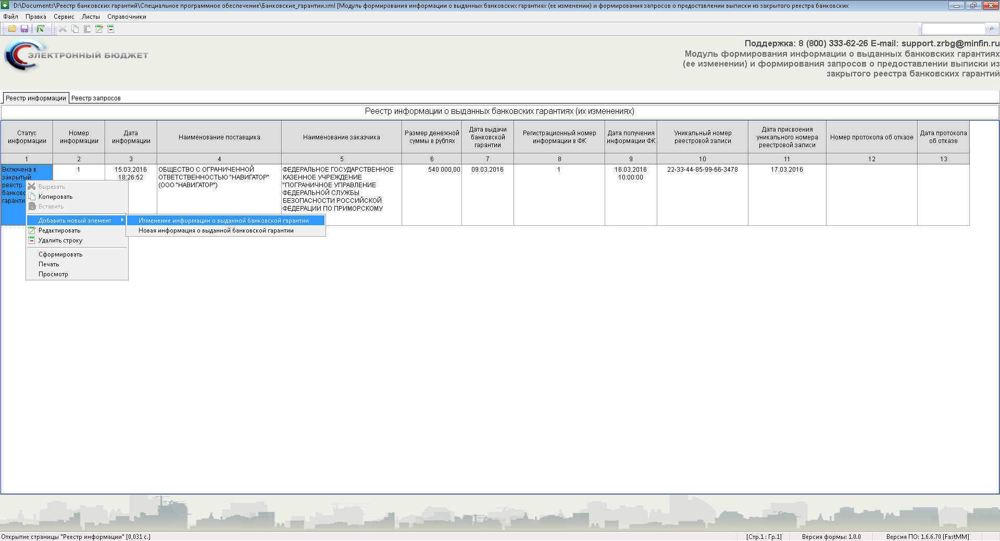 D:\Documents\Реестр банковских гарантий\Специальное программное обеспечение\Банковские_гарантии.xml [Модуль формирования информации о выданных банковских гарантиях (ее изменении) и формирования запросов о предоставлении выписки из закрытого реестра банковских
Файл Правка Сервис Листы Справочники
ЭЛЕКТРОННЫЙ БЮДЖЕТ
Поддержка: 8 (800) 333-62-26 E-mail: support.zrbg@minfin.ru
Модуль формирования информации о выданных банковских гарантиях
(ее изменении) и формирования запросов о предоставлении выписки из
закрытого реестра банковских гарантий
Реестр информации Реестр запросов
Реестр информации о выданных банковских гарантиях (их изменениях)
Статус
информации
Номер
информации
Дата
информации
Наименование поставщика
Наименование заказчика
Размер денежной
суммы в рублях
Дата выдачи
банковской
гарантии
Регистрационный номер
информации в ФК
Дата получения
информации ФК
Уникальный номер
реестровой записи
Дата присвоения
уникального номера
реестровой записи
Номер протокола об отказе
Дата протокола
об отказе
1 2 3 4 5 6 7 8 9 10 11 12 13
Включена в
закрытый
реестр
банковс
гаранти
1
15.03.2016
18:26:52
ОБЩЕСТВО С ОГРАНИЧЕННОЙ
ОТВЕТСТВЕННОСТЬЮ "НАВИГАТОР"
(ООО "НАВИГАТОР")
ФЕДЕРАЛЬНОЕ ГОСУДАРСТВЕННОЕ
КАЗЕННОЕ УЧРЕЖДЕНИЕ
"ПОГРАНИЧНОЕ УПРАВЛЕНИЕ
ФЕДЕРАЛЬНОЙ СЛУЖБЫ
БЕЗОПАСНОСТИ РОССИЙСКОЙ
ФЕДЕРАЦИИ ПО ПРИМОРСКОМУ
540 000,00
09.03.2016
1
16.03.2016
10:00:00
22-33-44-85-99-66-3478
17.03.2016
Вырезать
Копировать
Вставить
Добавить новый элемент
Редактировать
Удалить строку
Сформировать
Печать
Просмотр
Изменение информации о выданной банковской гарантии
Новая информация о выданной банковской гарантии
Открытие страницы "Реестр информации" [0,031 с.]
[Стр.1 : Гр.1]
Версия формы: 1.0.0
Версия ПО: 1.6.6.70 [FastMM]